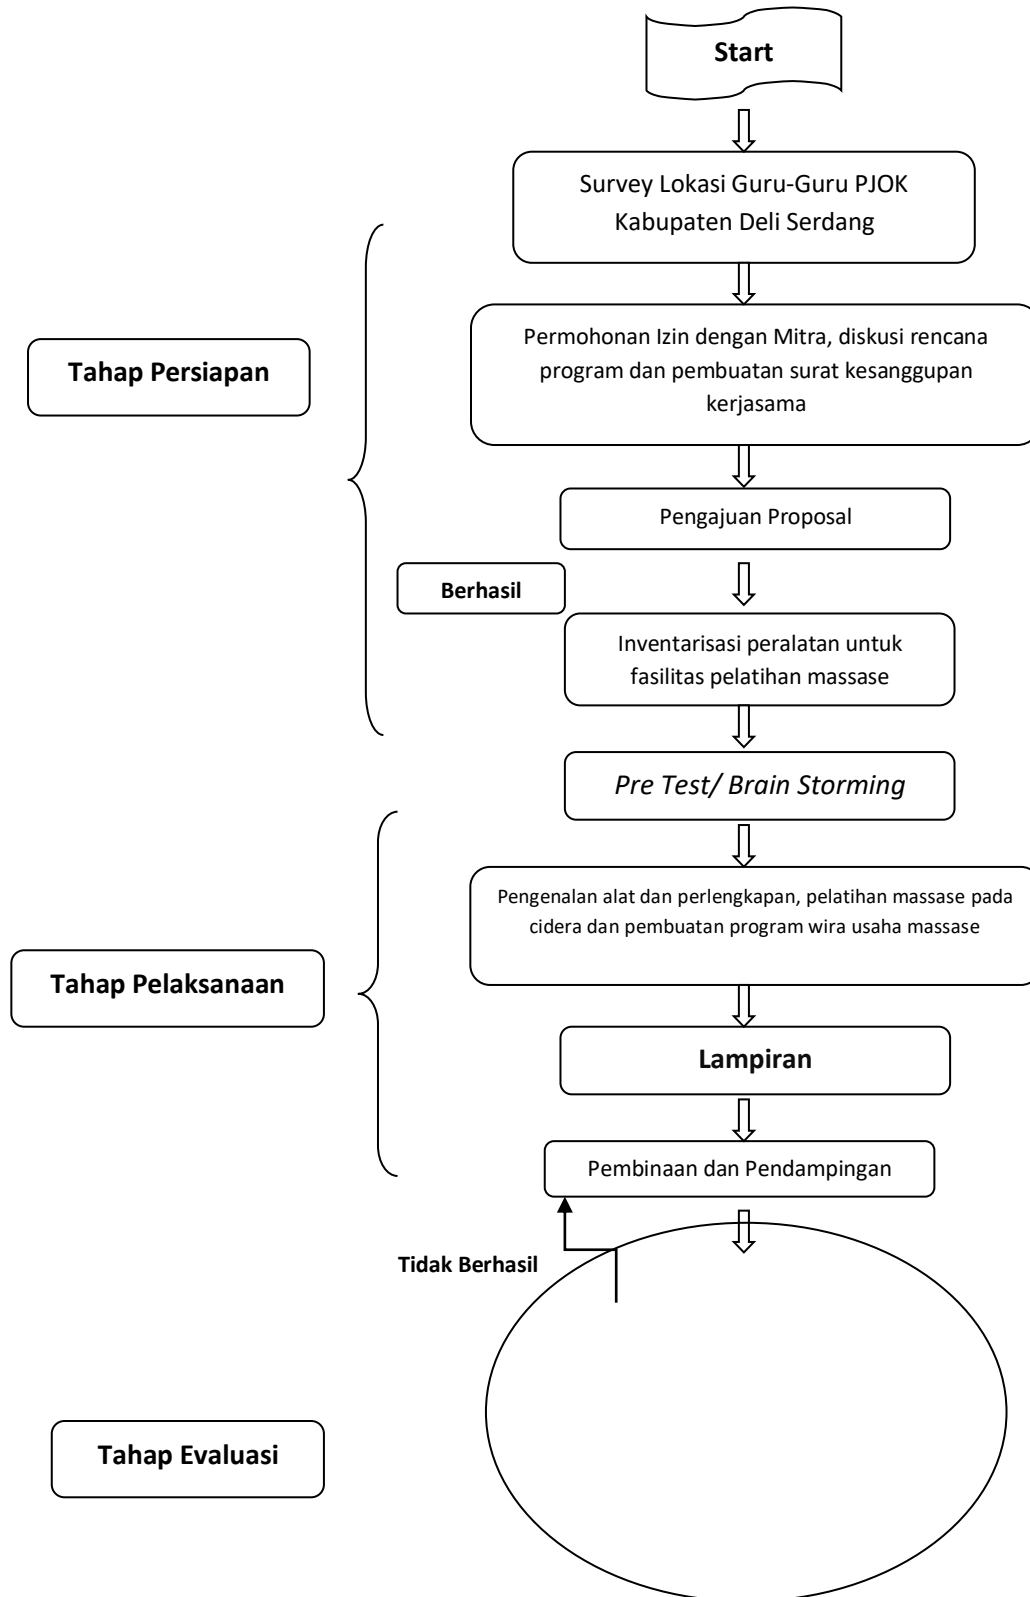 Start
Survey Lokasi Guru-Guru PJOK
Kabupaten Deli Serdang
Permohonan Izin dengan Mitra, diskusi rencana
program dan pembuatan surat kesanggupan
kerjasama
Tahap Persiapan
Pengajuan Proposal
Berhasil
Inventarisasi peralatan untuk
fasilitas pelatihan massase
Pre Test/ Brain Storming
Pengenalan alat dan perlengkapan, pelatihan massase pada
cidera dan pembuatan program wira usaha massase
Tahap Pelaksanaan
Lampiran
Pembinaan dan Pendampingan
Tidak Berhasil
Tahap Evaluasi